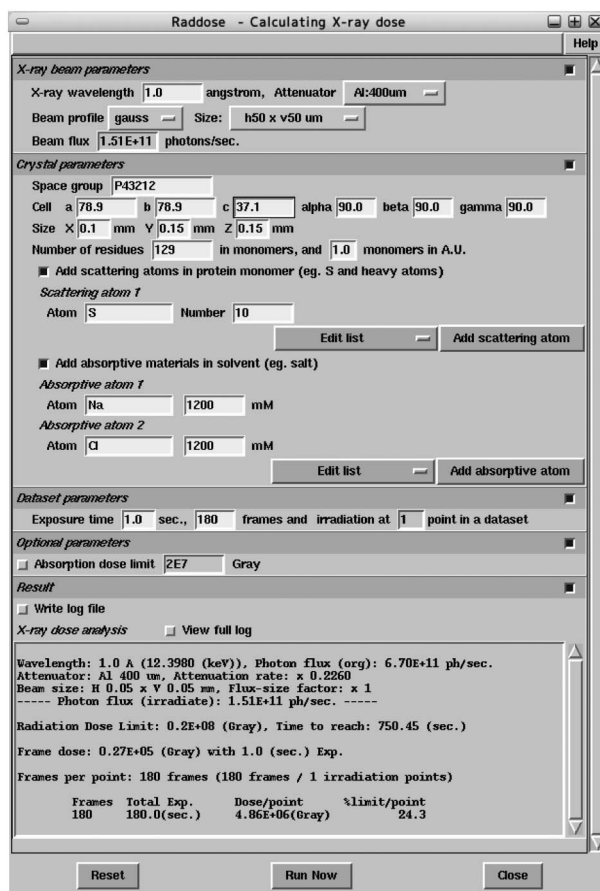 Raddose - Calculating X-ray dose
Help
X-ray beam parameters
X-ray wavelength 1.0 angstrom, Attenuator Al:400um
Beam profile gauss Size: h50 x v50 um
Beam flux 1.51E+11 photons/sec.
Crystal parameters
Space group P43212
Cell a 78.9 b 78.9 c 37.1 alpha 90.0 beta 90.0 gamma 90.0
Size X 0.1 mm Y 0.15 mm Z 0.15 mm
Number of residues 129 in monomers, and 1.0 monomers in A.U.
Add scattering atoms in protein monomer (eg. S and heavy atoms)
Scattering atom 1
Atom S Number 10
Edit list Add scattering atom
Add absorptive materials in solvent (eg. salt)
Absorptive atom 1
Atom Na 1200 mM
Absorptive atom 2
Atom Cl 1200 mM
Edit list Add absorptive atom
Dataset parameters
Exposure time 1.0 sec., 180 frames and irradiation at 1 point in a dataset
Optional parameters
Absorption dose limit 2E7 Gray
Result
Write log file
X-ray dose analysis View full log
Wavelength: 1.0 A (12.3980 (keV)), Photon flux (org): 6.70E+11 ph/sec.
Attenuator: Al 400 um, Attenuation rate: x 0.2260
Beam size: H 0.05 x V 0.05 mm, Flux-size factor: x 1
----- Photon flux (irradiate): 1.51E+11 ph/sec. -----
Radiation Dose Limit: 0.2E+08 (Gray), Time to reach: 750.45 (sec.)
Frame dose: 0.27E+05 (Gray) with 1.0 (sec.) Exp.
Frames per point: 180 frames (180 frames / 1 irradiation points)
Frames Total Exp. Dose/point %limit/point
180 180.0(sec.) 4.86E+06(Gray) 24.3
Reset Run Now Close